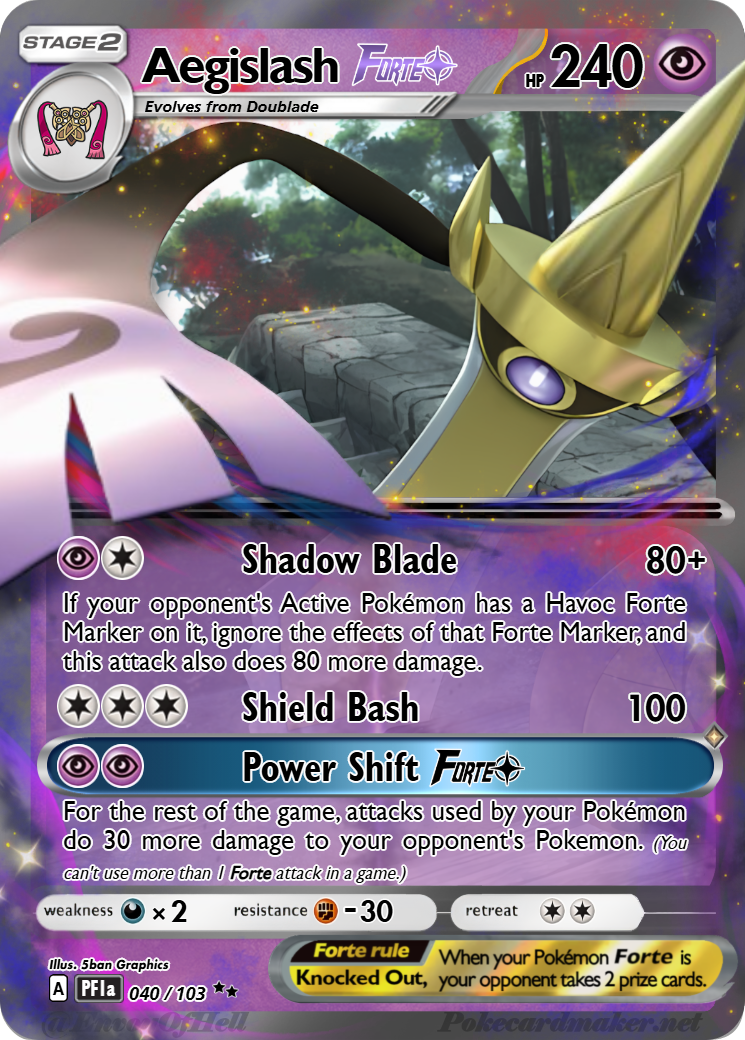 STAGE2
Aegislash FORTE HP 240
Evolves from Doublade
Shadow Blade 80+
If your opponent's Active Pokémon has a Havoc Forte
Marker on it, ignore the effects of that Forte Marker, and
this attack also does 80 more damage.
Shield Bash 100
Power Shift FORTE
For the rest of the game, attacks used by your Pokémon
do 30 more damage to your opponent's Pokemon. (You
can't use more than 1 Forte attack in a game.)
weakness ×2 resistance -30 retreat
Illus. 5ban Graphics
A PF1a 040 / 103
Forte rule
When your Pokémon Forte is
Knocked Out, your opponent takes 2 prize cards.
Pokecardmaker.net